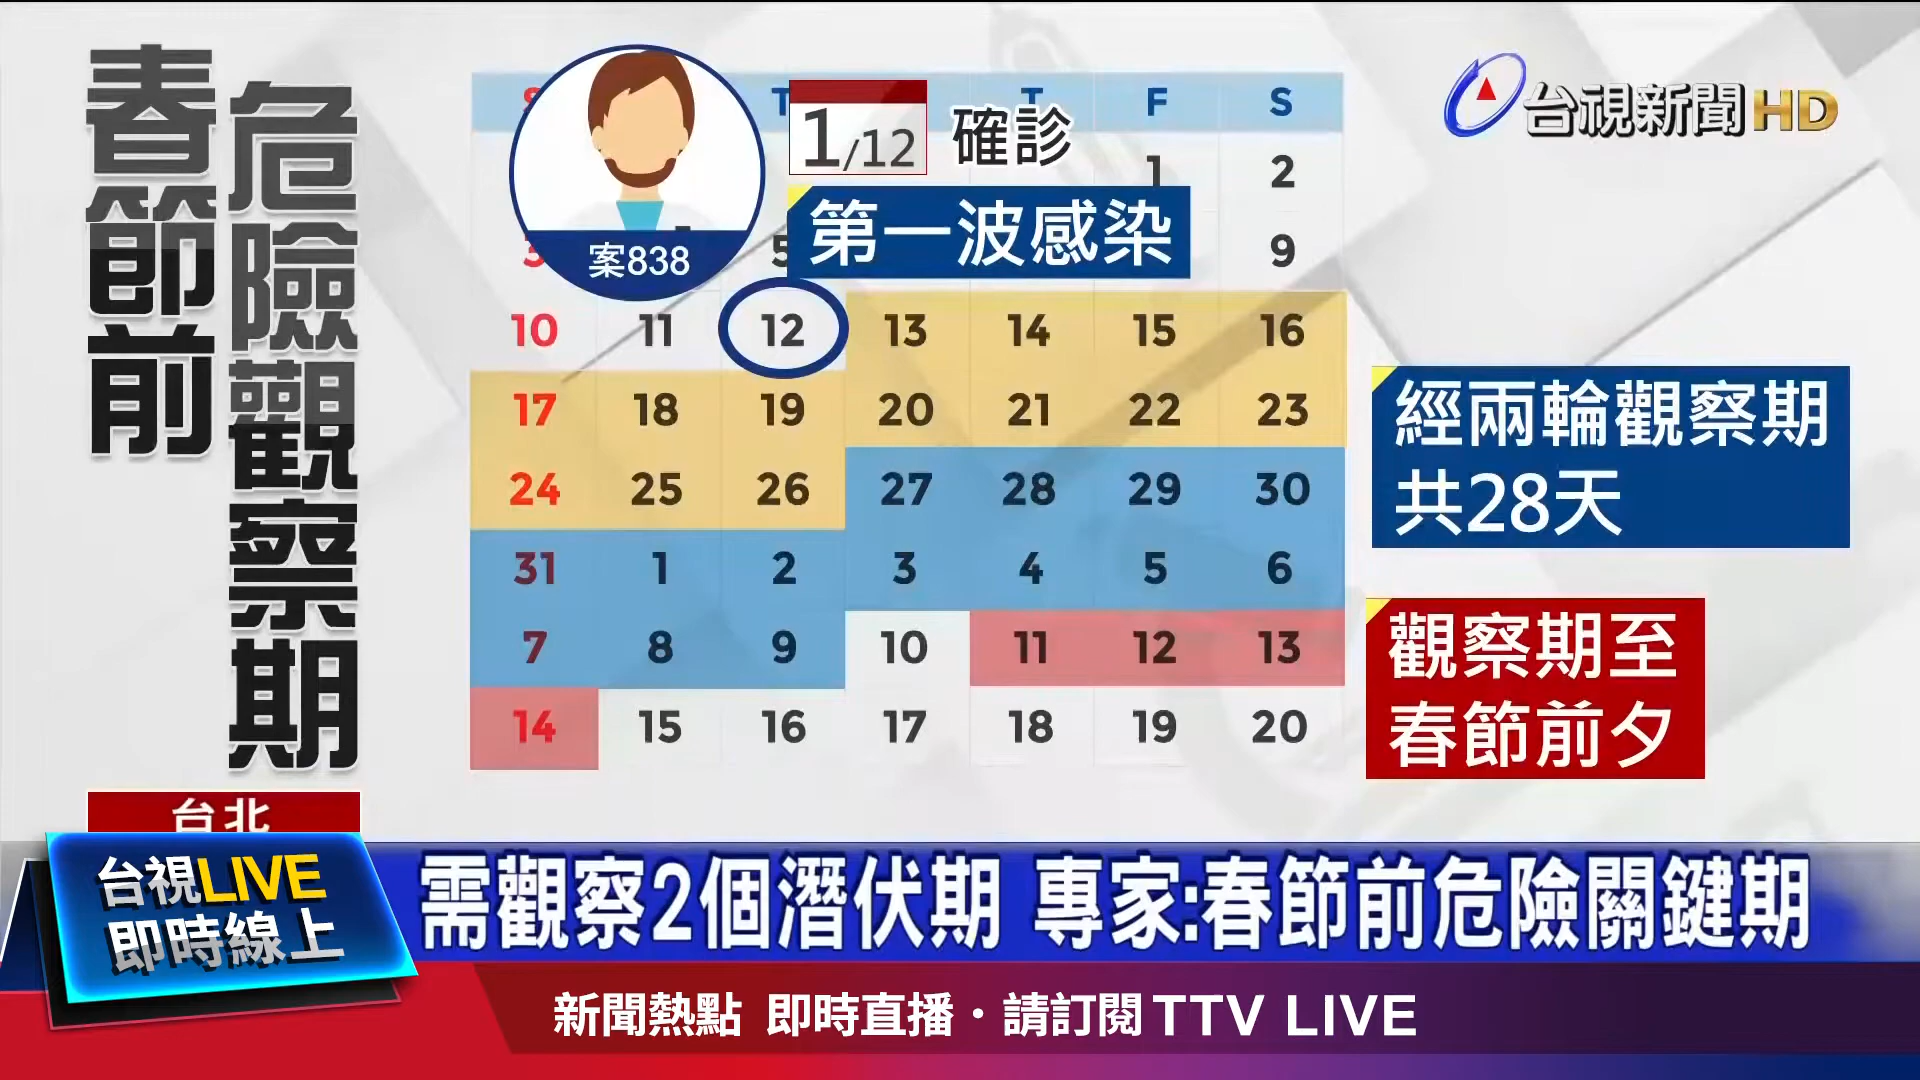 春節前
危險觀察期
台視新聞HD
T F S
1/12 確診
1 2
案838
第一波感染
9
10 11 12 13 14 15 16
17 18 19 20 21 22 23
24 25 26 27 28 29 30
31 1 2 3 4 5 6
7 8 9 10 11 12 13
14 15 16 17 18 19 20
經兩輪觀察期
共28天
觀察期至
春節前夕
台北
台視LIVE
即時線上
需觀察2個潛伏期 專家:春節前危險關鍵期
新聞熱點 即時直播·請訂閱TTV LIVE